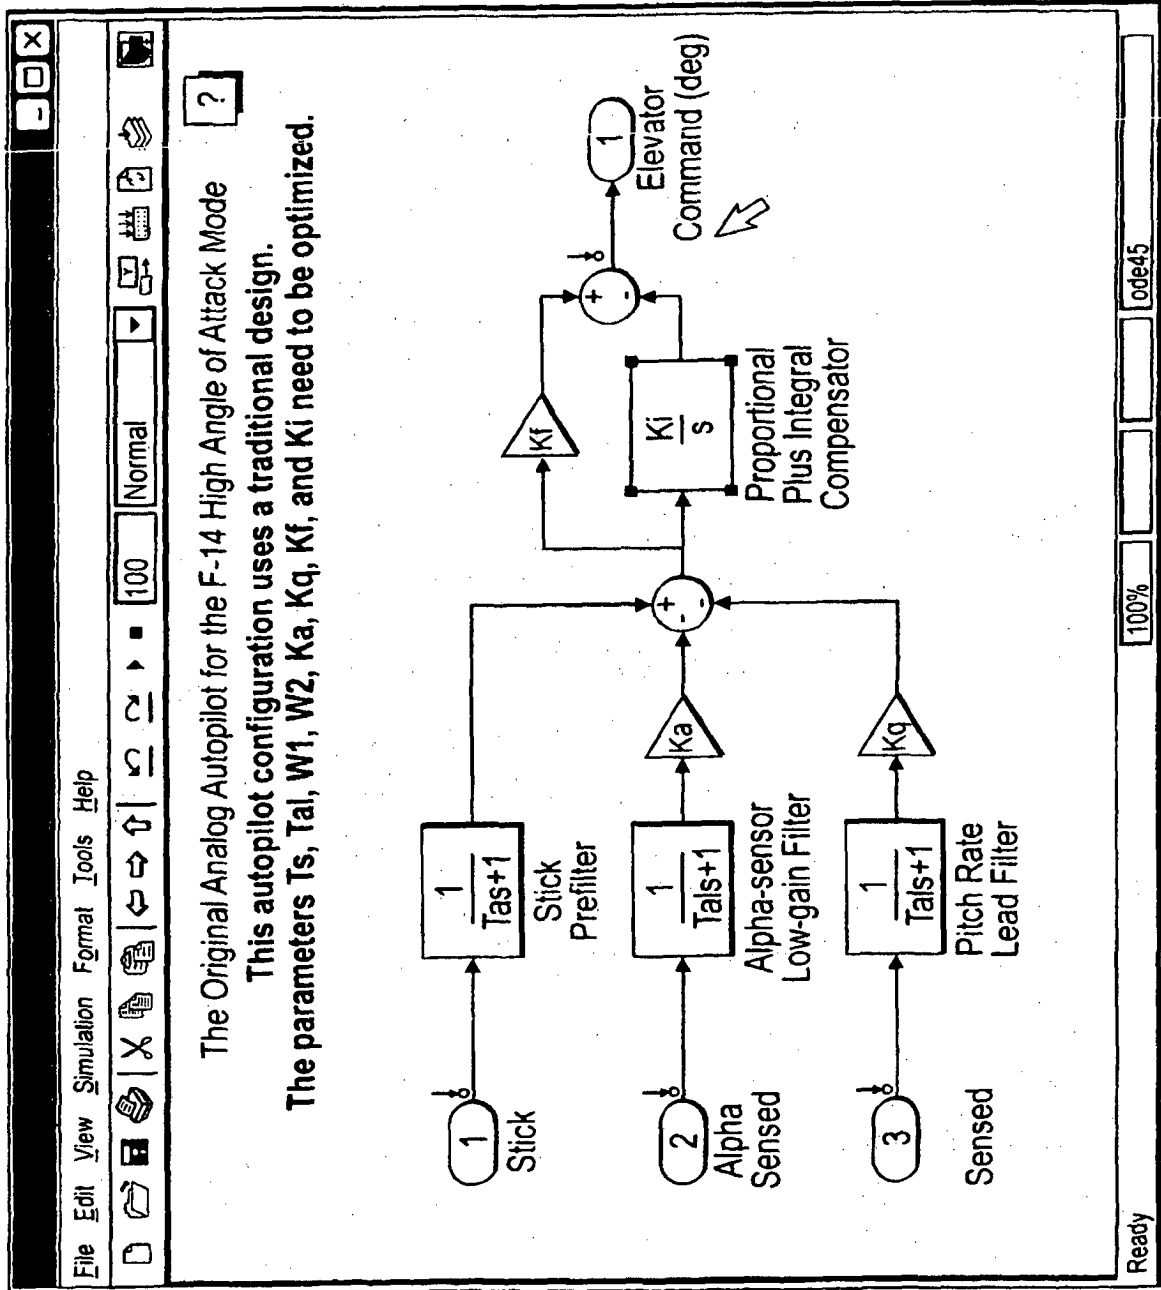 File Edit View Simulation Format Tools Help
100 Normal
The Original Analog Autopilot for the F-14 High Angle of Attack Mode
This autopilot configuration uses a traditional design.
The parameters Ts, Tal, W1, W2, Ka, Kq, Kf, and Ki need to be optimized.
?
1
Stick
1
Tas+1
Stick
Prefilter
+
-
-
Kf
+
-
1
Elevator
Command (deg)
2
Alpha
Sensed
1
Tals+1
Alpha-sensor
Low-gain Filter
Ka
Ki
s
Proportional
Plus Integral
Compensator
3
Sensed
1
Tals+1
Pitch Rate
Lead Filter
Kq
Ready 100% ode45